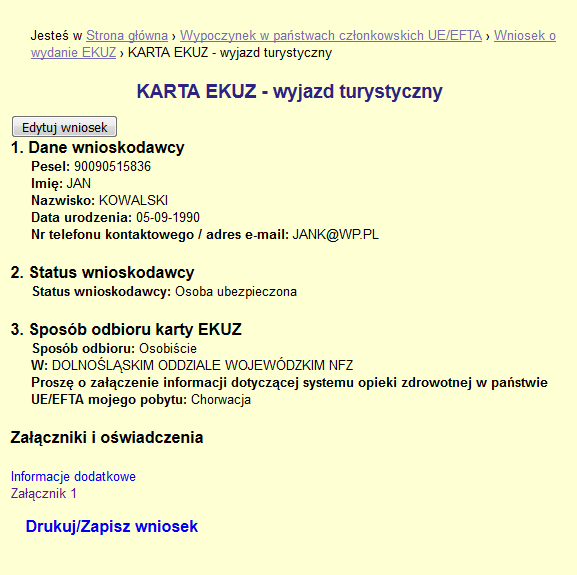 Jesteś w Strona główna › Wypoczynek w państwach członkowskich UE/EFTA › Wniosek o
wydanie EKUZ › KARTA EKUZ - wyjazd turystyczny
KARTA EKUZ - wyjazd turystyczny
Edytuj wniosek
1. Dane wnioskodawcy
Pesel: 90090515836
Imię: JAN
Nazwisko: KOWALSKI
Data urodzenia: 05-09-1990
Nr telefonu kontaktowego / adres e-mail: JANK@WP.PL
2. Status wnioskodawcy
Status wnioskodawcy: Osoba ubezpieczona
3. Sposób odbioru karty EKUZ
Sposób odbioru: Osobiście
W: DOLNOŚLĄSKIM ODDZIALE WOJEWÓDZKIM NFZ
Proszę o załączenie informacji dotyczącej systemu opieki zdrowotnej w państwie
UE/EFTA mojego pobytu: Chorwacja
Załączniki i oświadczenia
Informacje dodatkowe
Załącznik 1
Drukuj/Zapisz wniosek